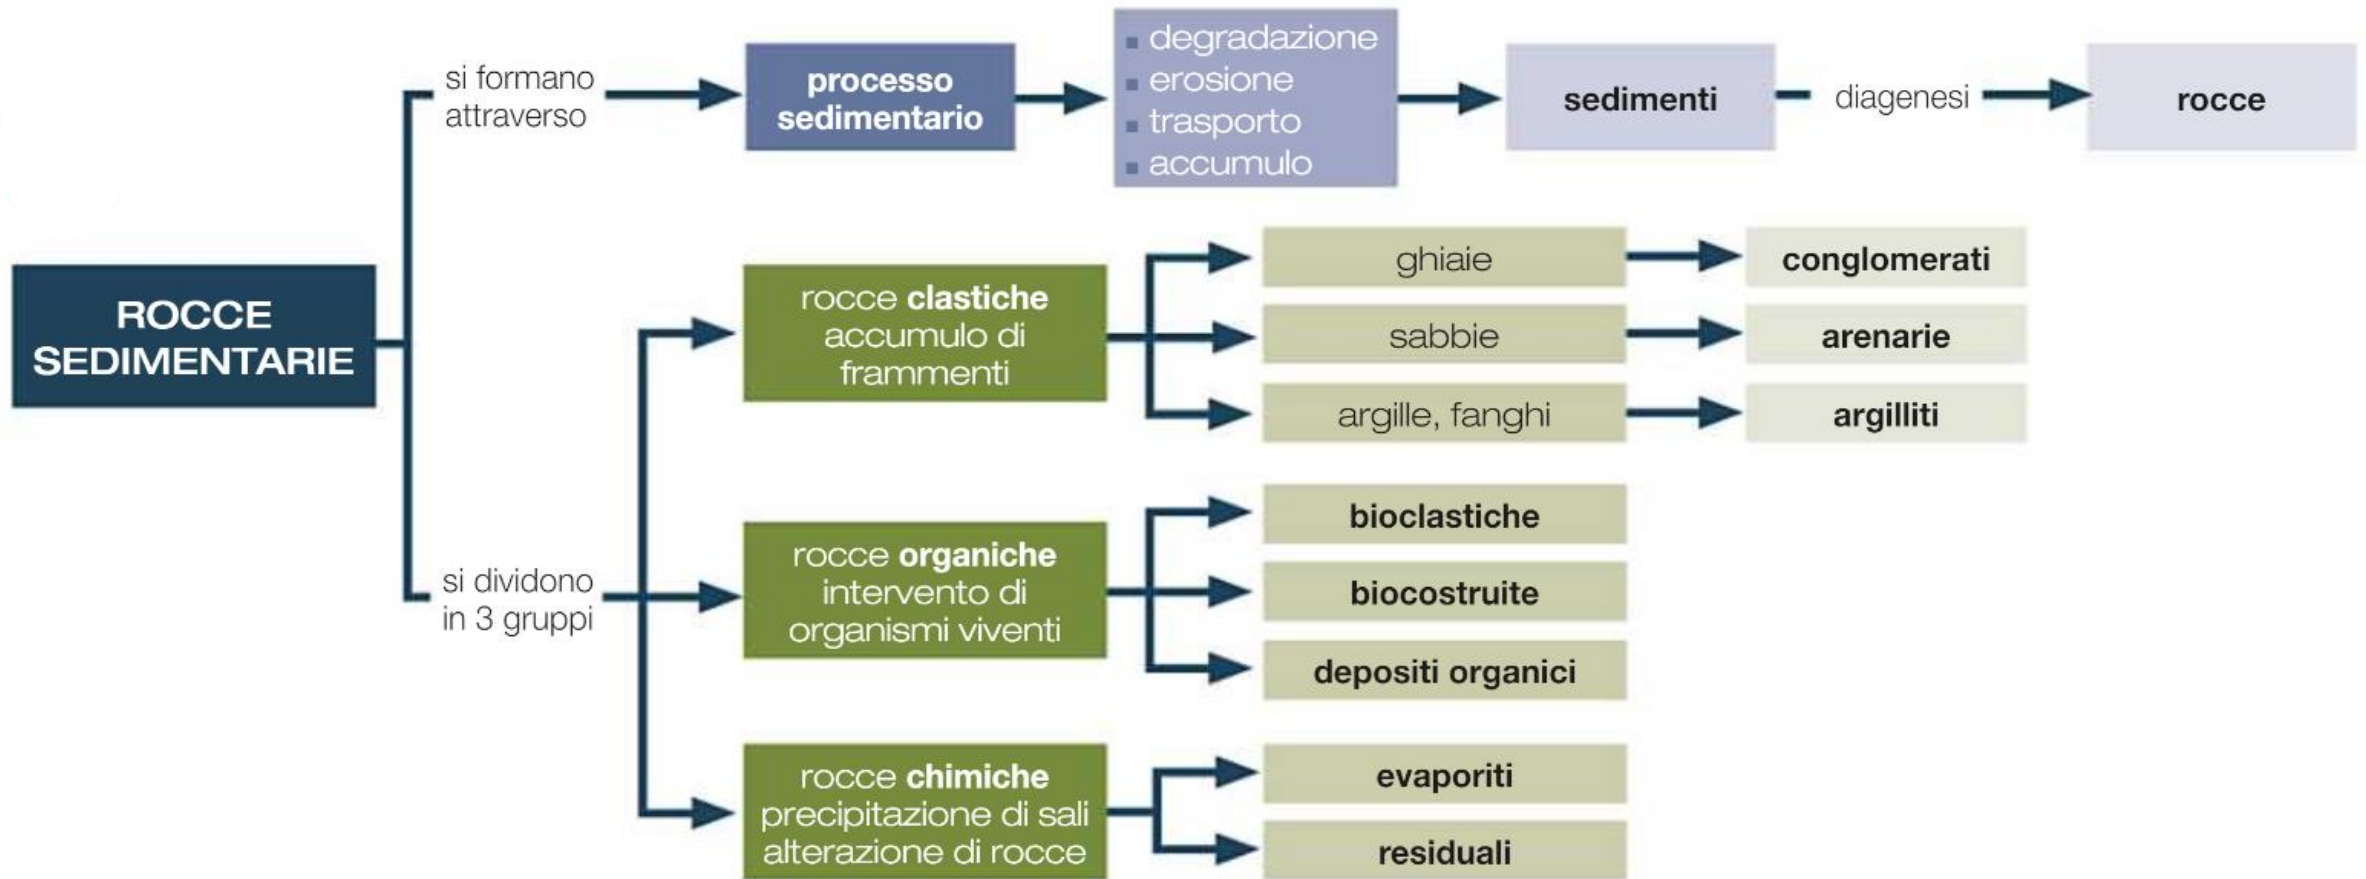 si formano
attraverso
processo
sedimentario
▪ degradazione
▪ erosione
▪ trasporto
▪ accumulo
sedimenti
diagenesi
rocce
ROCCE
SEDIMENTARIE
si dividono
in 3 gruppi
rocce clastiche
accumulo di
frammenti
ghiaie
conglomerati
sabbie
arenarie
argille, fanghi
argilliti
rocce organiche
intervento di
organismi viventi
bioclastiche
biocostruite
depositi organici
rocce chimiche
precipitazione di sali
alterazione di rocce
evaporiti
residuali